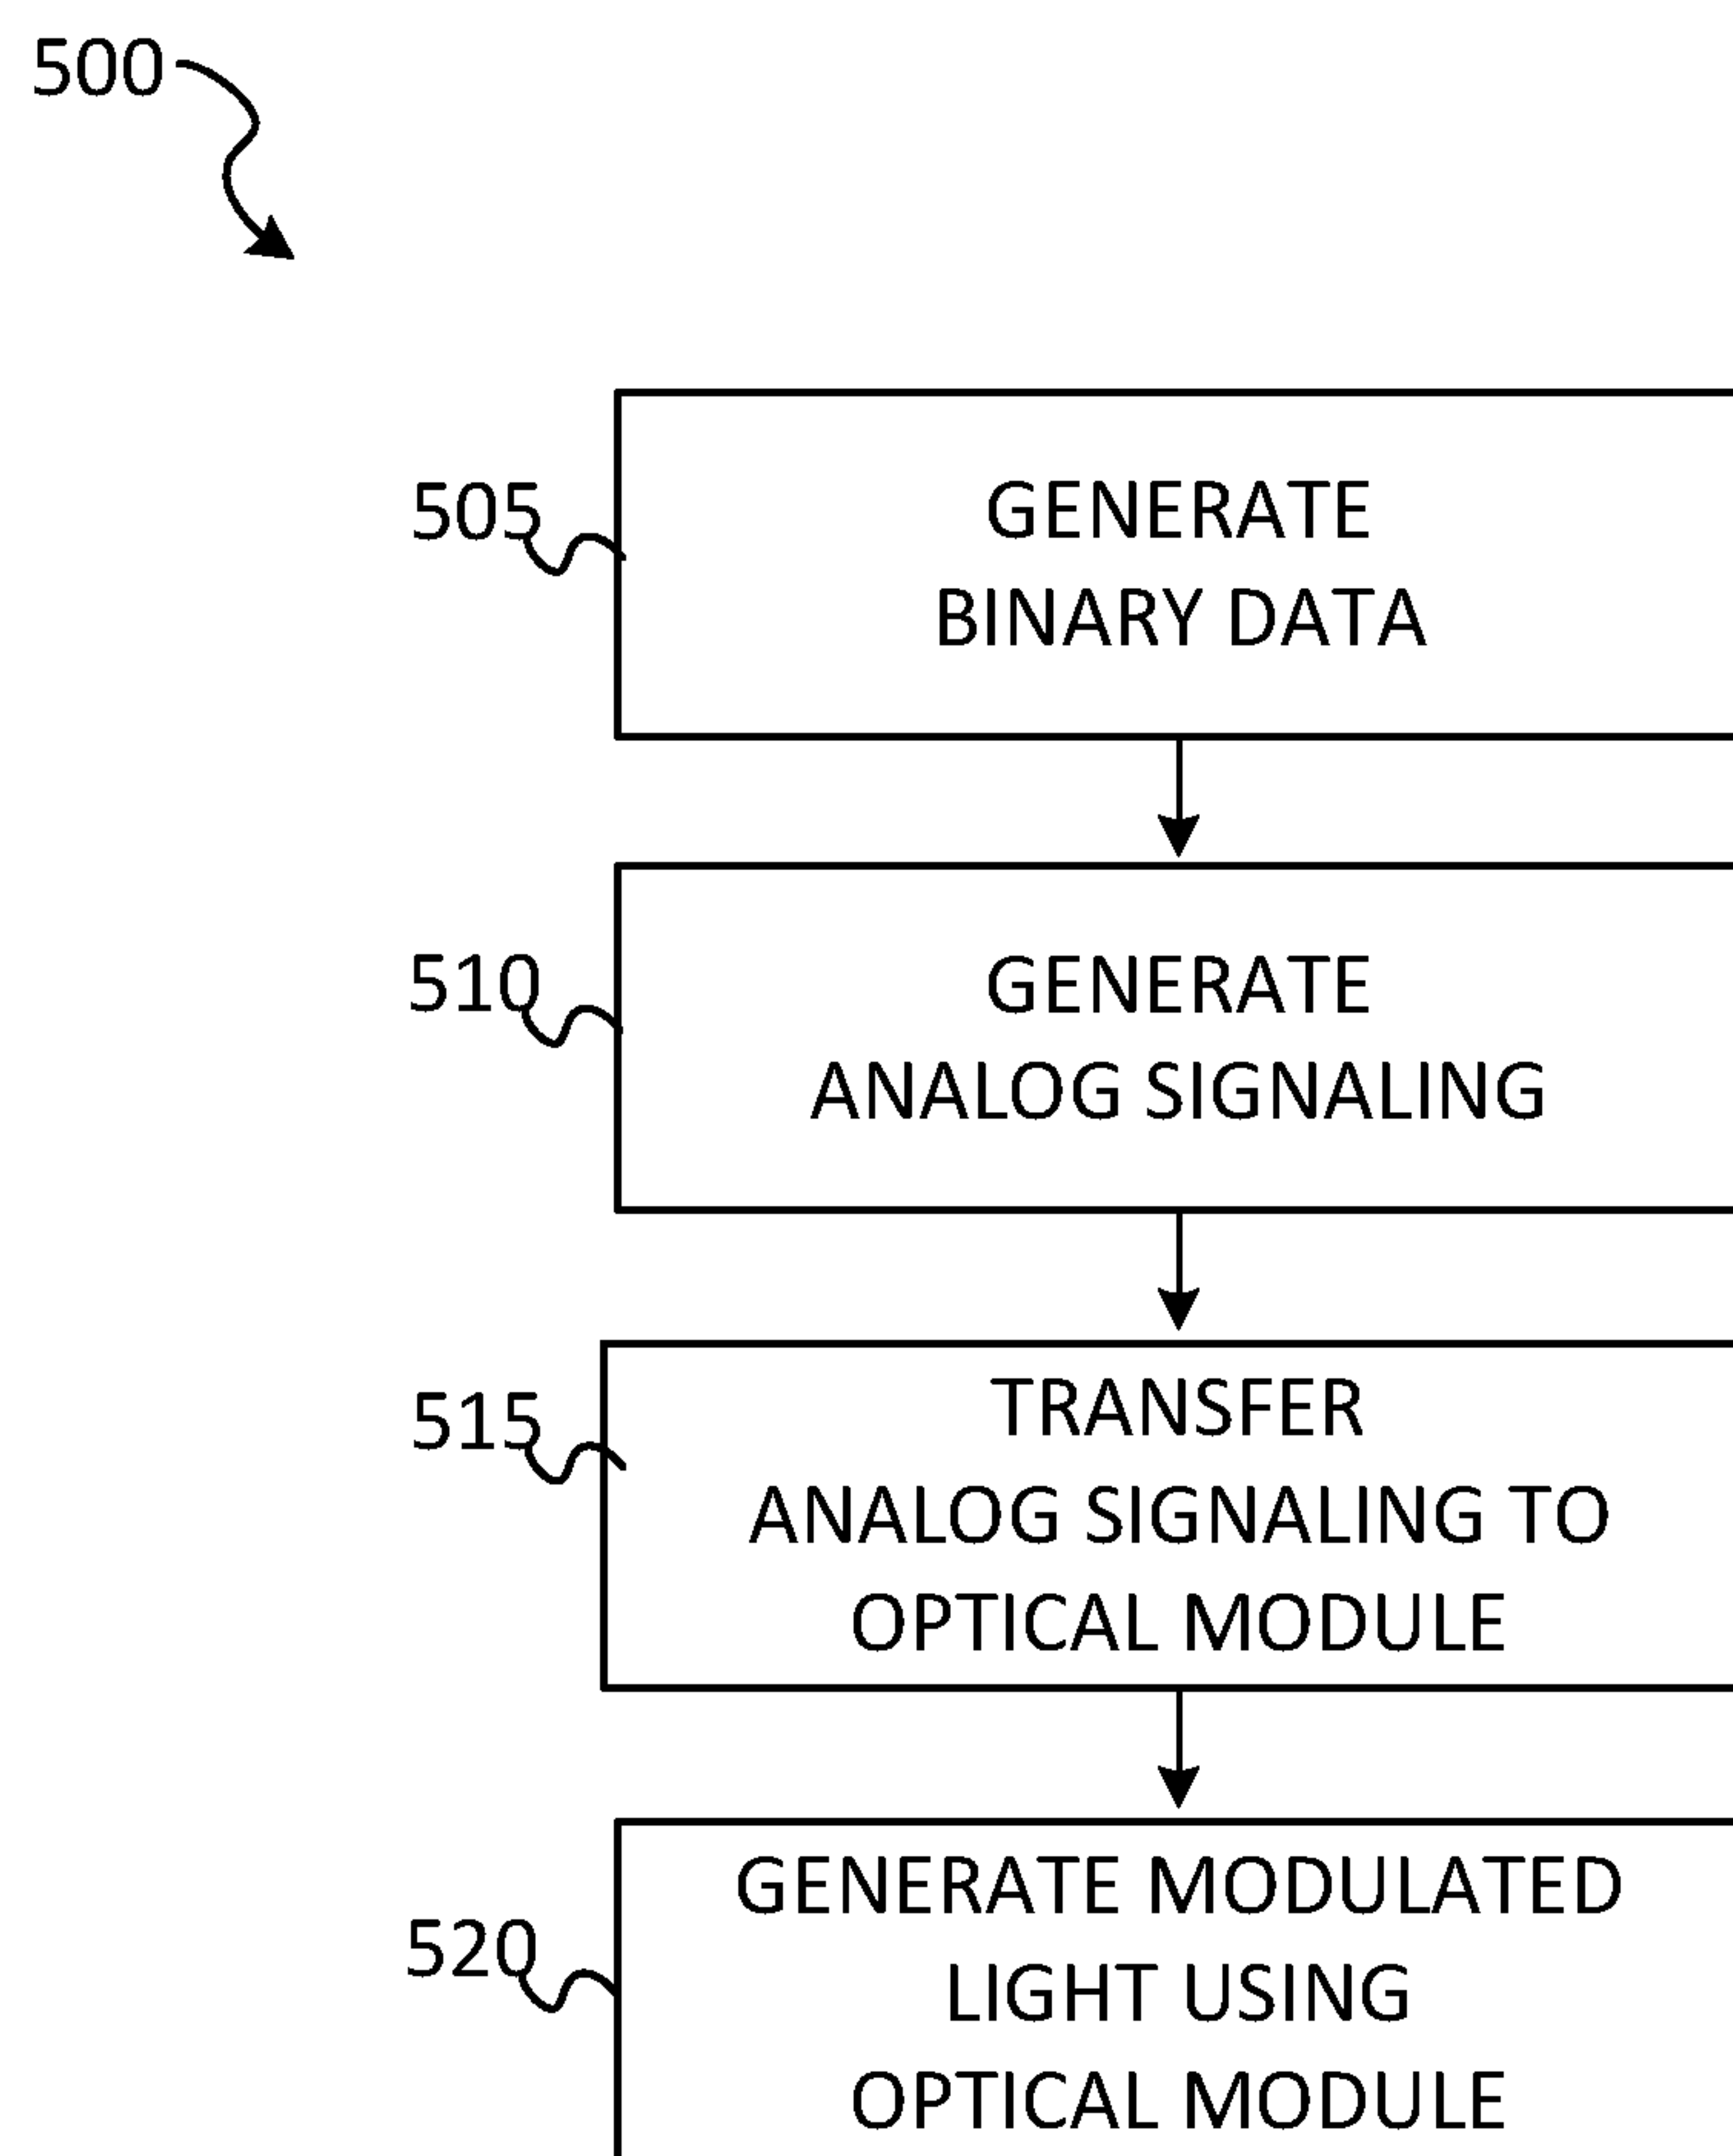 500
505
GENERATE
BINARY DATA
510
GENERATE
ANALOG SIGNALING
515
TRANSFER
ANALOG SIGNALING TO
OPTICAL MODULE
520
GENERATE MODULATED
LIGHT USING
OPTICAL MODULE